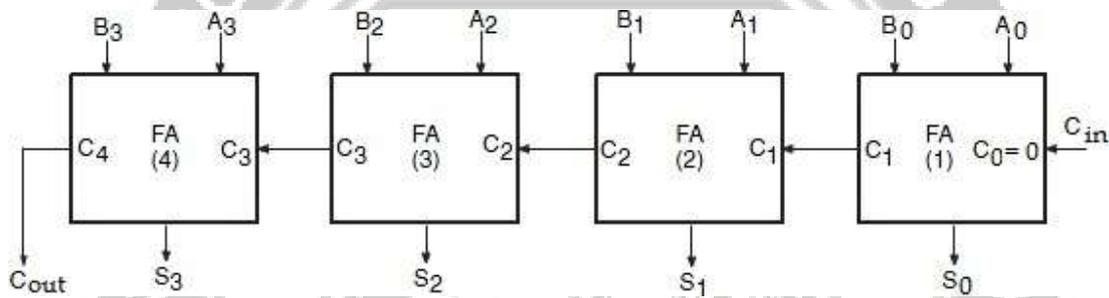 B3 A3 B2 A2 B1 A1 B0 A0
FA FA FA FA
C4 (4) C3 C3 (3) C2 C2 (2) C1 C1 (1) C0= 0 Cin
Cout S3 S2 S1 S0